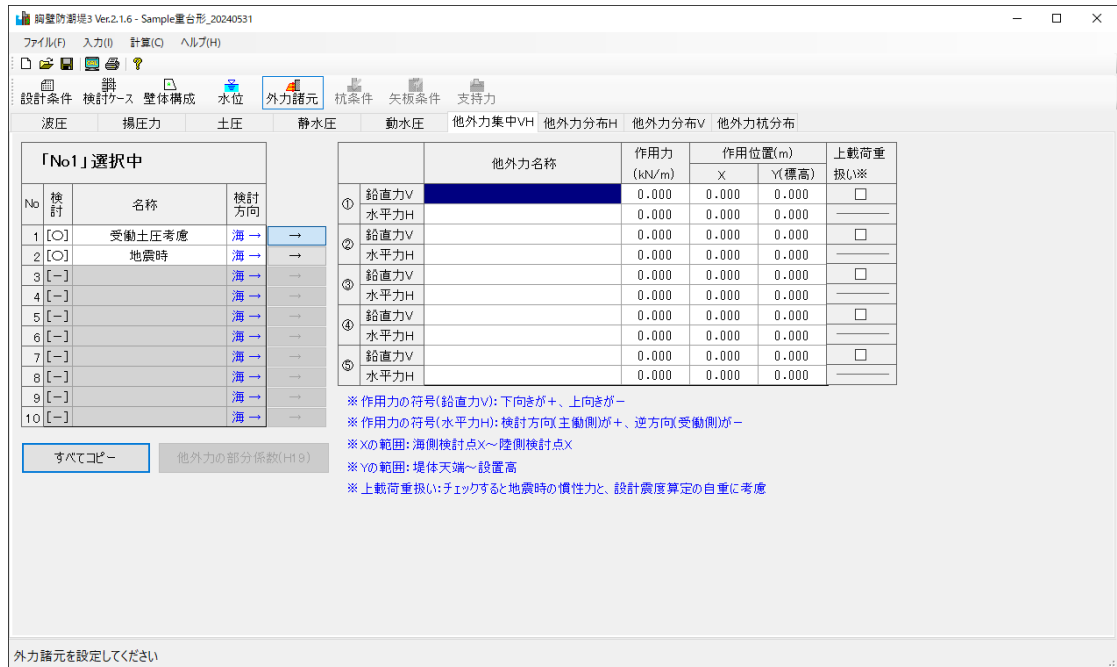 胸壁防潮堤3 Ver.2.1.6 - Sample重台形_20240531
ファイル(F) 入力(I) 計算(C) ヘルプ(H)
設計条件 検討ケース 壁体構成 水位 外力諸元 杭条件 矢板条件 支持力
波圧 揚圧力 土圧 静水圧 動水圧 他外力集中VH 他外力分布H 他外力分布V 他外力杭分布
「No1」選択中
No 検討 名称 検討方向
1 [○] 受働土圧考慮 海→ →
2 [○] 地震時 海→ →
3 [-] 海→ →
4 [-] 海→ →
5 [-] 海→ →
6 [-] 海→ →
7 [-] 海→ →
8 [-] 海→ →
9 [-] 海→ →
10 [-] 海→
すべてコピー 他外力の部分係数(H19)
他外力名称 作用力 作用位置(m) 上載荷重
(kN/m) X Y(標高) 扱い※
① 鉛直力V 0.000 0.000 0.000
水平力H 0.000 0.000 0.000
② 鉛直力V 0.000 0.000 0.000
水平力H 0.000 0.000 0.000
③ 鉛直力V 0.000 0.000 0.000
水平力H 0.000 0.000 0.000
④ 鉛直力V 0.000 0.000 0.000
水平力H 0.000 0.000 0.000
⑤ 鉛直力V 0.000 0.000 0.000
水平力H 0.000 0.000 0.000
※作用力の符号(鉛直力V):下向きが+、上向きが-
※作用力の符号(水平力H):検討方向(主働側)が+、逆方向(受働側)が-
※Xの範囲:海側検討点X～陸側検討点X
※Yの範囲:堤体天端～設置高
※上載荷重扱い:チェックすると地震時の慣性力と、設計震度算定の自重に考慮
外力諸元を設定してください